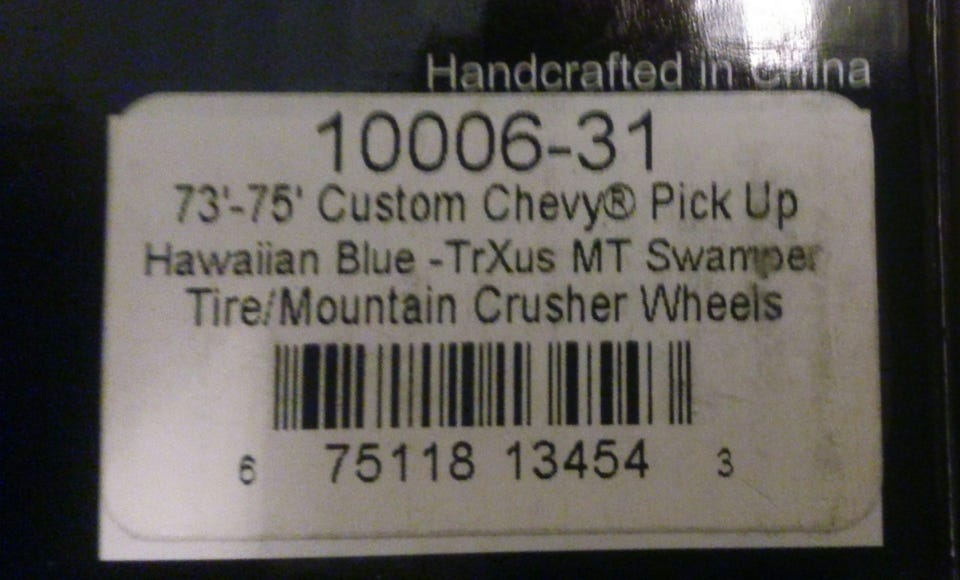 Handcrafted in China
10006-31
73'-75' Custom Chevy® Pick Up
Hawaiian Blue -TrXus MT Swamper
Tire/Mountain Crusher Wheels
6 75118 13454 3